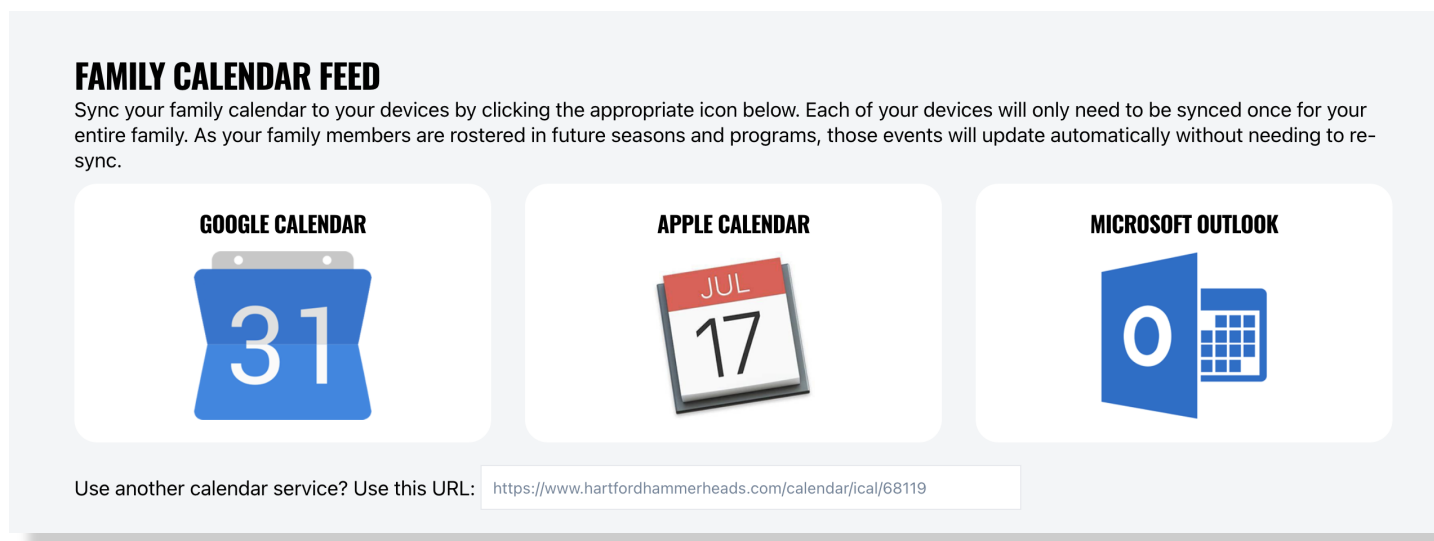 FAMILY CALENDAR FEED
Sync your family calendar to your devices by clicking the appropriate icon below. Each of your devices will only need to be synced once for your
entire family. As your family members are rostered in future seasons and programs, those events will update automatically without needing to re-
sync.
GOOGLE CALENDAR
31
APPLE CALENDAR
JUL
17
MICROSOFT OUTLOOK
O
Use another calendar service? Use this URL: https://www.hartfordhammerheads.com/calendar/ical/68119